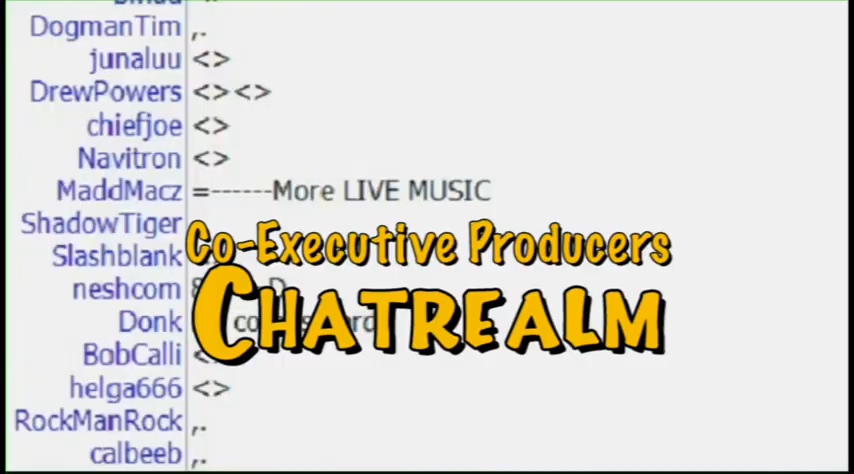 DogmanTim ,.
junaluu <>
DrewPowers <><>
chiefjoe <>
Navitron <>
MaddMacz =------More LIVE MUSIC
ShadowTiger
Slashblank
Co-Executive Producers
neshcom
CHATREALM
Donk
BobCalli
helga666 <>
RockManRock ,.
calbeeb ,.